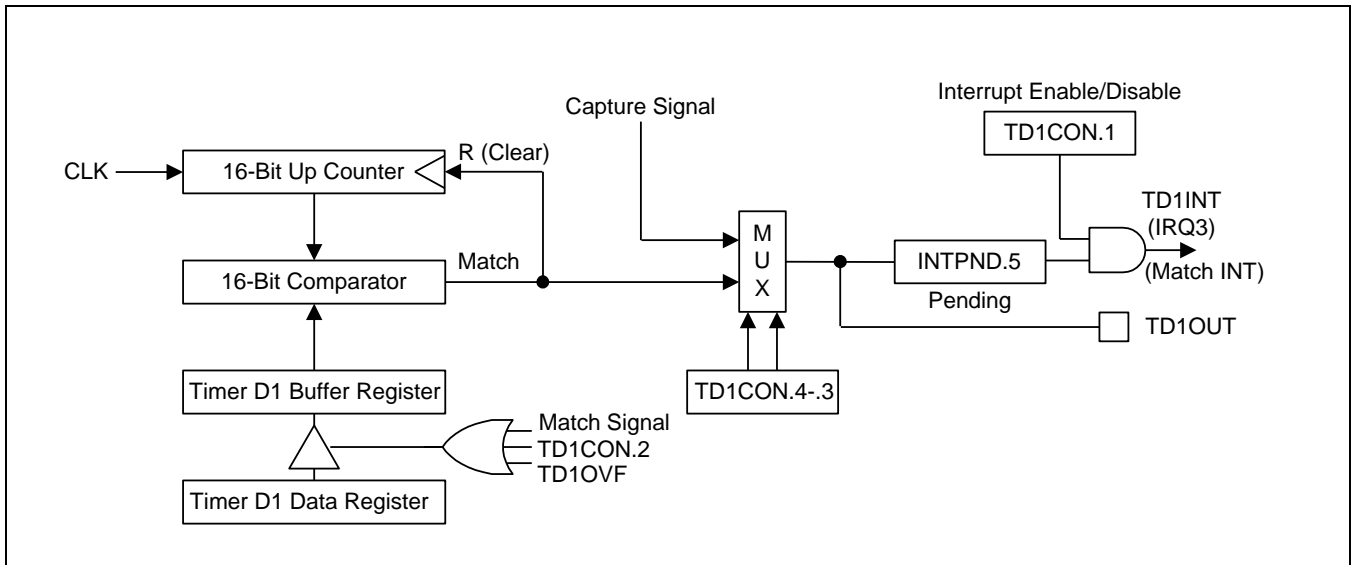 Interrupt Enable/Disable
Capture Signal
TD1CON.1
R (Clear)
CLK
16-Bit Up Counter
TD1INT
(IRQ3)
M
U
X
Match
16-Bit Comparator
INTPND.5
(Match INT)
Pending
TD1OUT
Timer D1 Buffer Register
TD1CON.4-.3
Match Signal
TD1CON.2
TD1OVF
Timer D1 Data Register